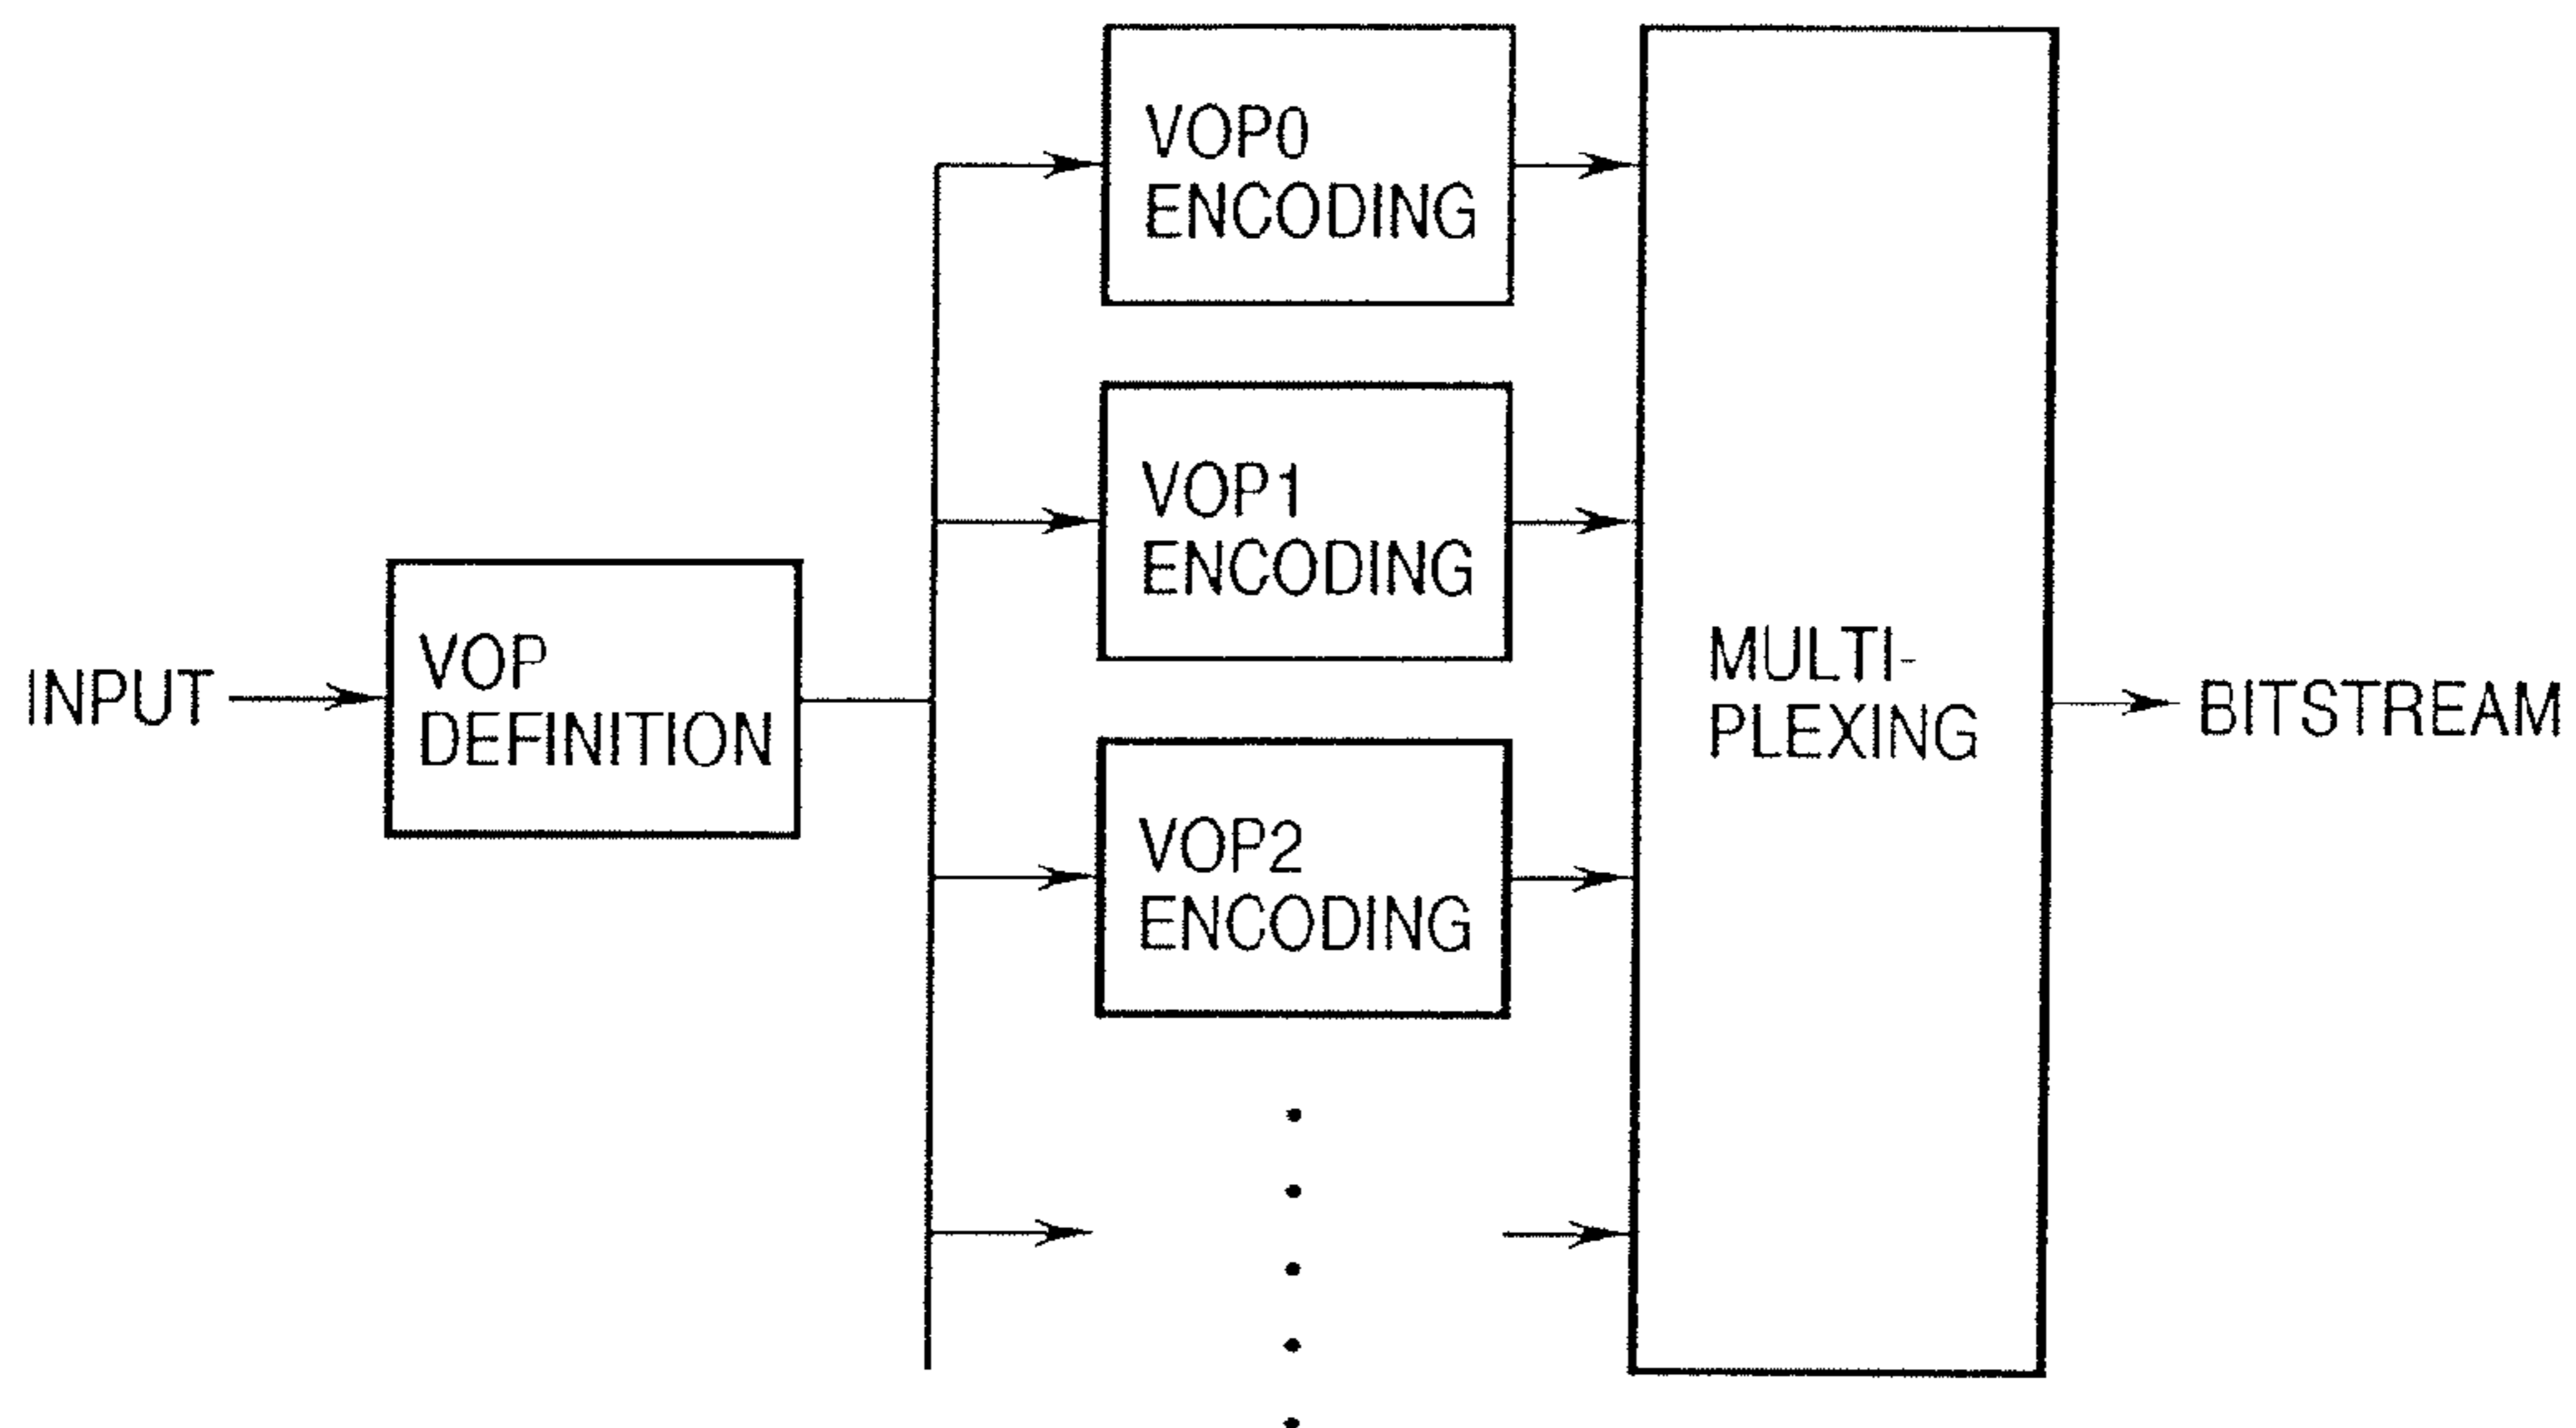 VOP0
ENCODING
VOP1
ENCODING
INPUT
VOP
DEFINITION
MULTI-
PLEXING
BITSTREAM
VOP2
ENCODING